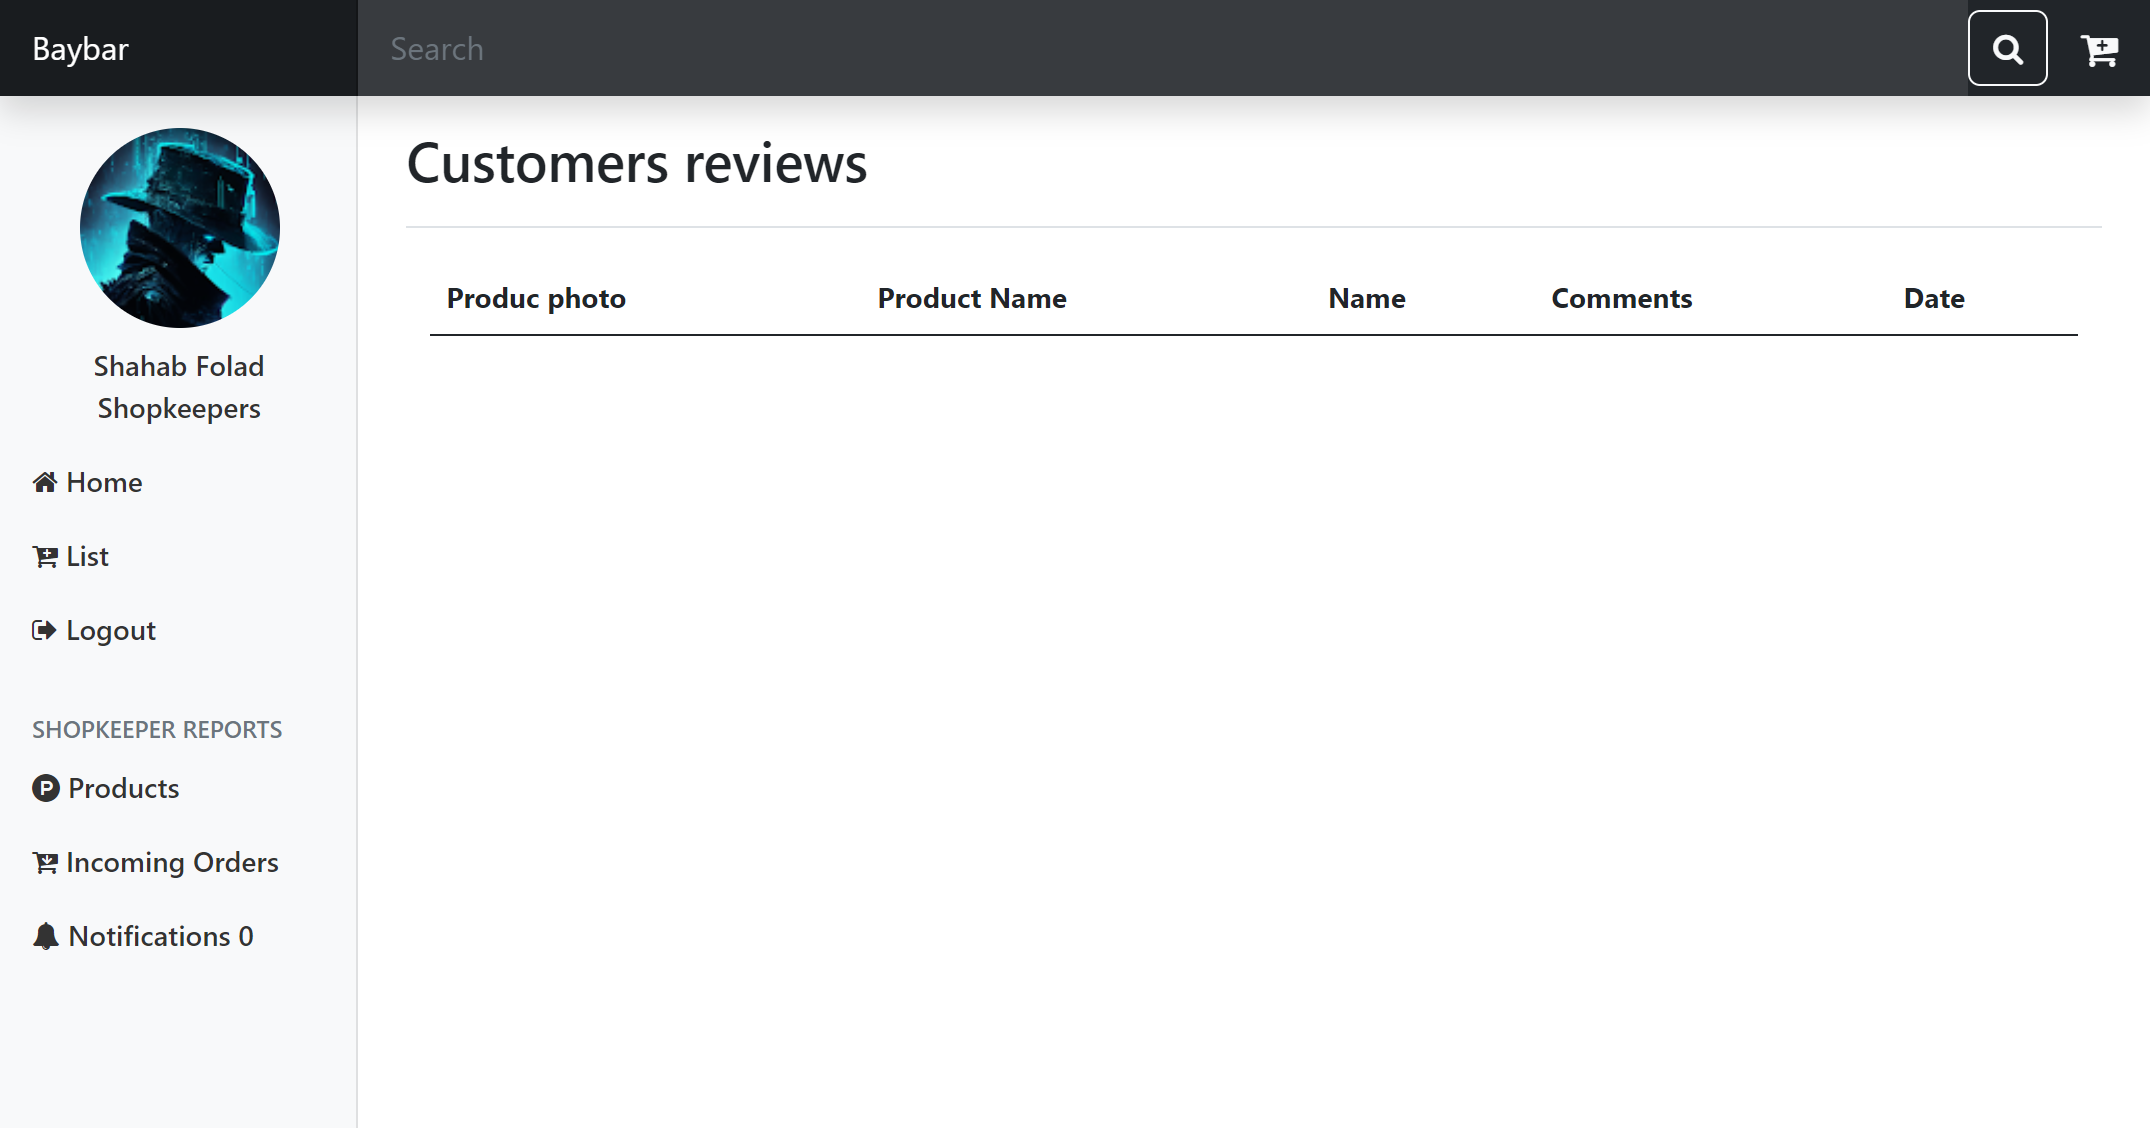 Baybar
Search
Shahab Folad
Shopkeepers
Home
List
Logout
SHOPKEEPER REPORTS
Products
Incoming Orders
Notifications 0
Customers reviews
Produc photo Product Name Name Comments Date